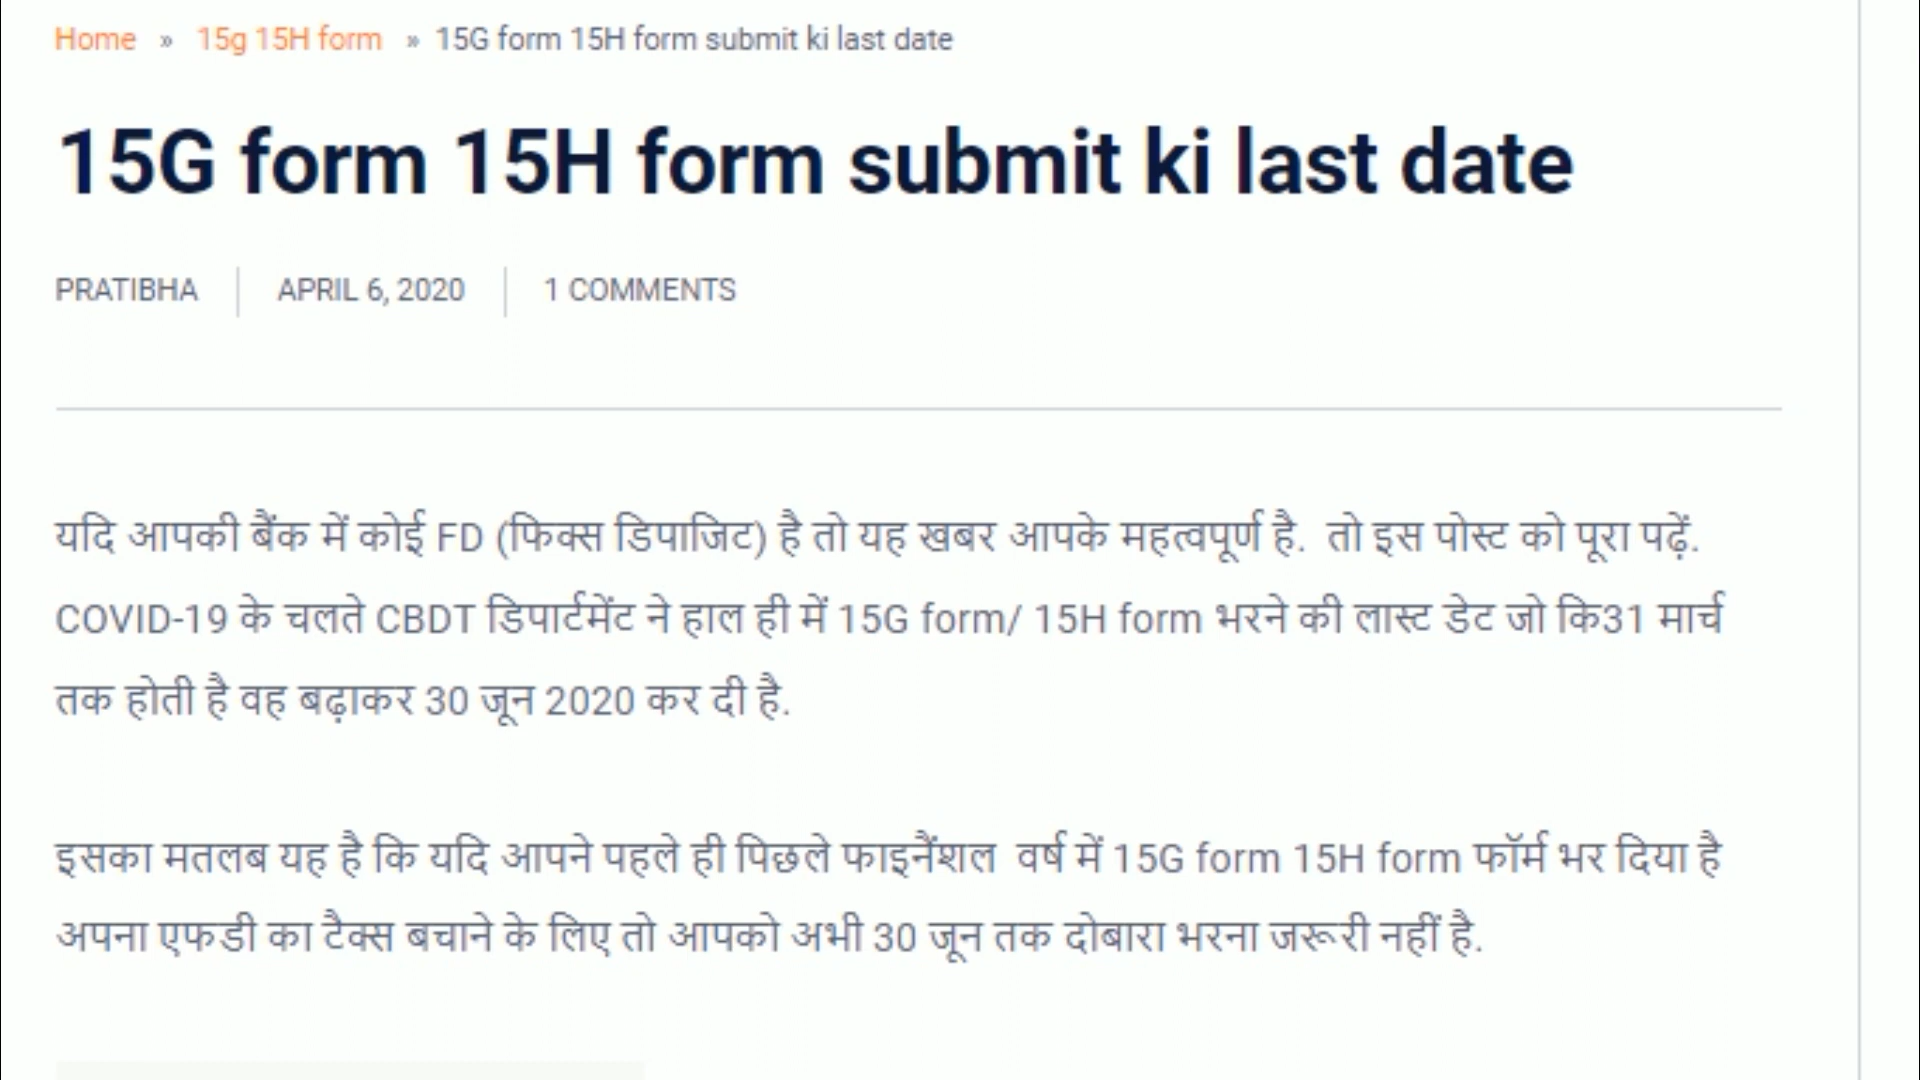 Home » 15g 15H form » 15G form 15H form submit ki last date
15G form 15H form submit ki last date
PRATIBHA APRIL 6, 2020 1 COMMENTS
यदि आपकी बैंक में कोई FD (फिक्स डिपाजिट) है तो यह खबर आपके महत्वपूर्ण है. तो इस पोस्ट को पूरा पढ़ें.
COVID-19 के चलते CBDT डिपार्टमेंट ने हाल ही में 15G form/ 15H form भरने की लास्ट डेट जो कि31 मार्च
तक होती है वह बढ़ाकर 30 जून 2020 कर दी है.
इसका मतलब यह है कि यदि आपने पहले ही पिछले फाइनैंशल वर्ष में 15G form 15H form फॉर्म भर दिया है
अपना एफडी का टैक्स बचाने के लिए तो आपको अभी 30 जून तक दोबारा भरना जरूरी नहीं है.